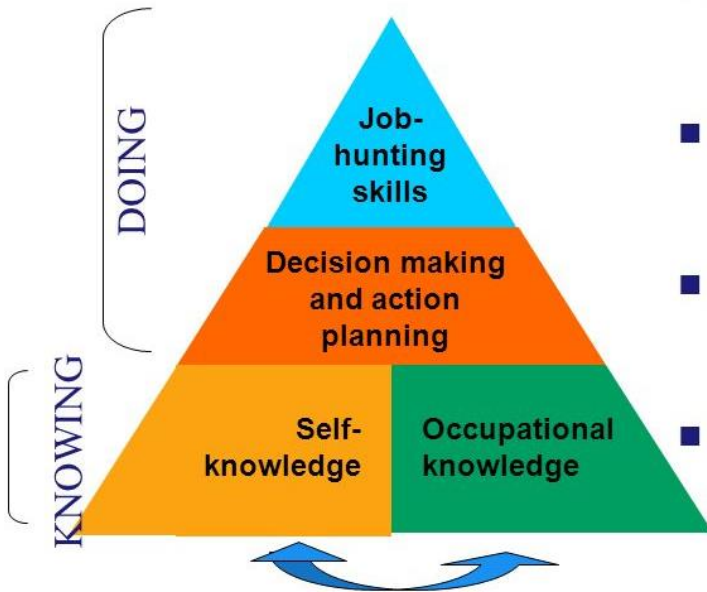 DOING
Job-
hunting
skills
Decision making
and action
planning
KNOWING
Self-
knowledge
Occupational
knowledge